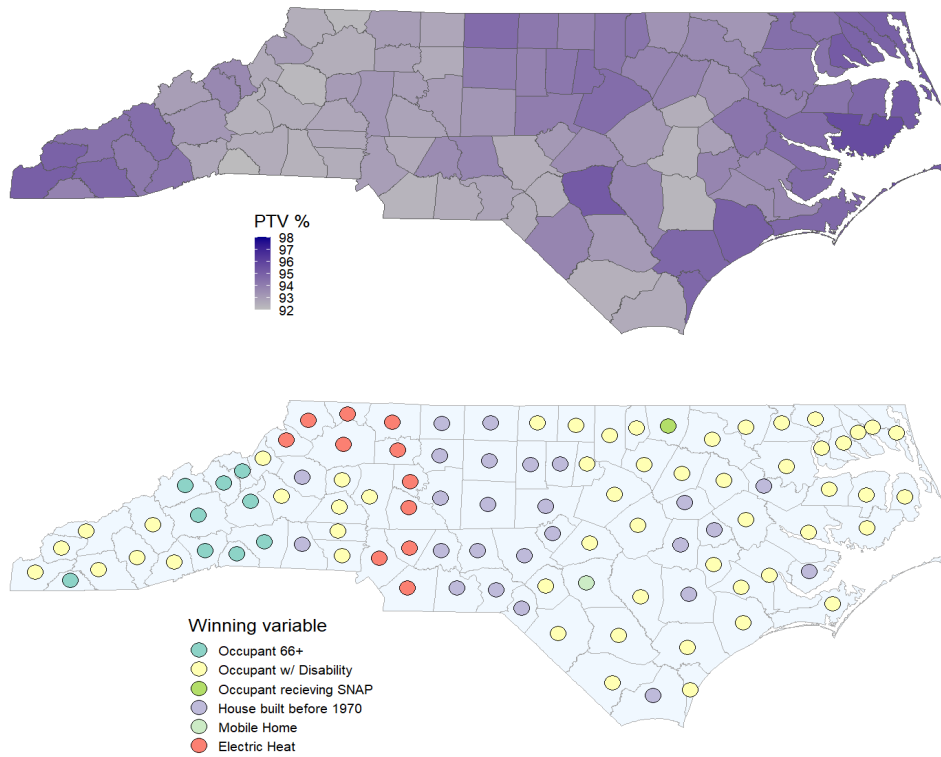 PTV %
98
97
96
95
94
93
92
Winning variable
Occupant 66+
Occupant w/ Disability
Occupant recieving SNAP
House built before 1970
Mobile Home
Electric Heat